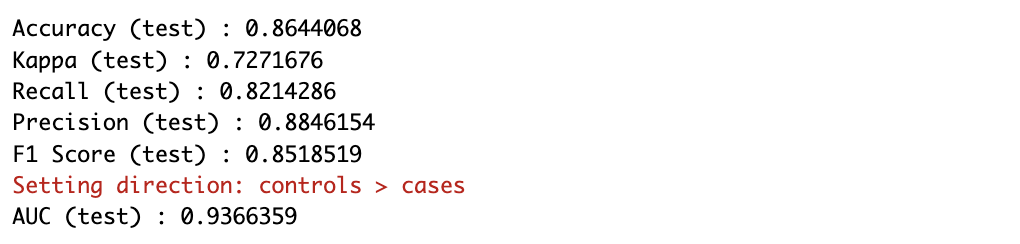 Accuracy (test) : 0.8644068
Kappa (test) : 0.7271676
Recall (test) : 0.8214286
Precision (test) : 0.8846154
F1 Score (test) : 0.8518519
Setting direction: controls > cases
AUC (test) : 0.9366359